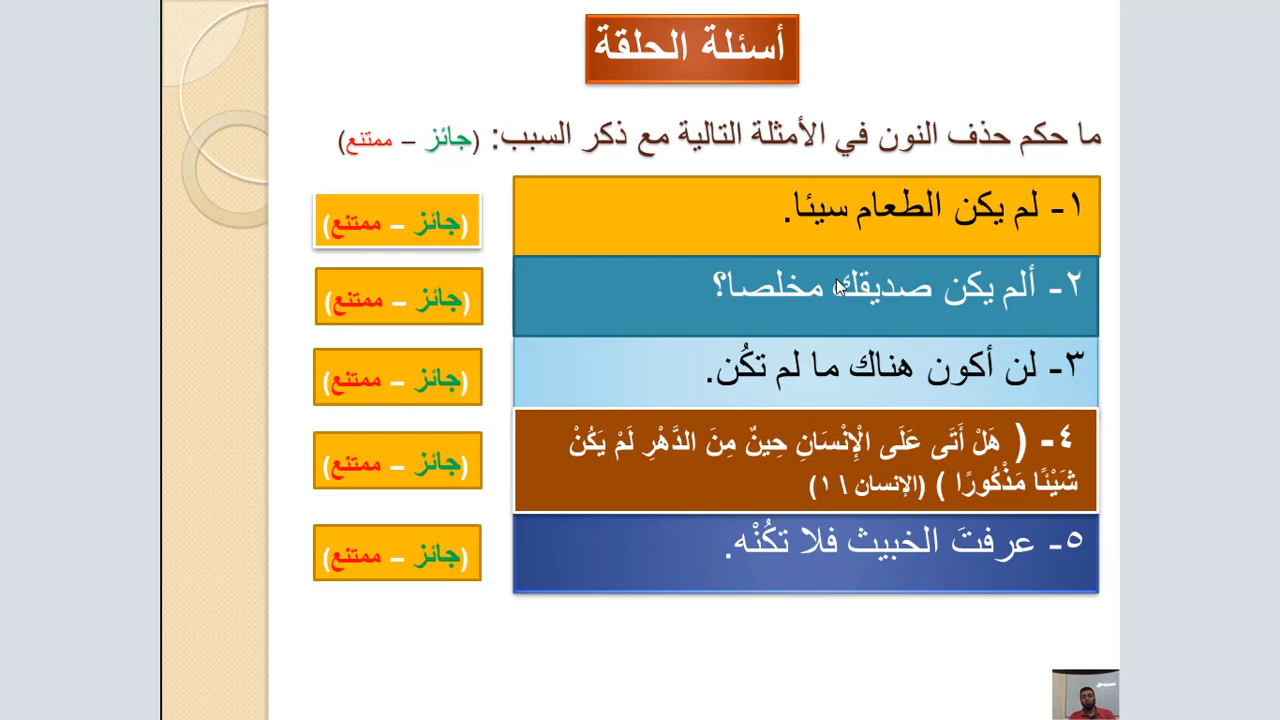 أسئلة الحلقة
ما حكم حذف النون في الأمثلة التالية مع ذكر السبب: (جائز – ممتنع)
١- لم يكن الطعام سيئا.
(جائز – ممتنع)
٢- ألم يكن صديقك مخلصا؟
(جائز – ممتنع)
٣- لن أكون هناك ما لم تكُن.
(جائز – ممتنع)
٤- ( هَلْ أَتَى عَلَى الْإِنْسَانِ حِينٌ مِنَ الدَّهْرِ لَمْ يَكُنْ
شَيْئًا مَذْكُورًا ) (الإنسان \ ١)
(جائز – ممتنع)
٥- عرفتَ الخبيث فلا تكُنْه.
(جائز – ممتنع)